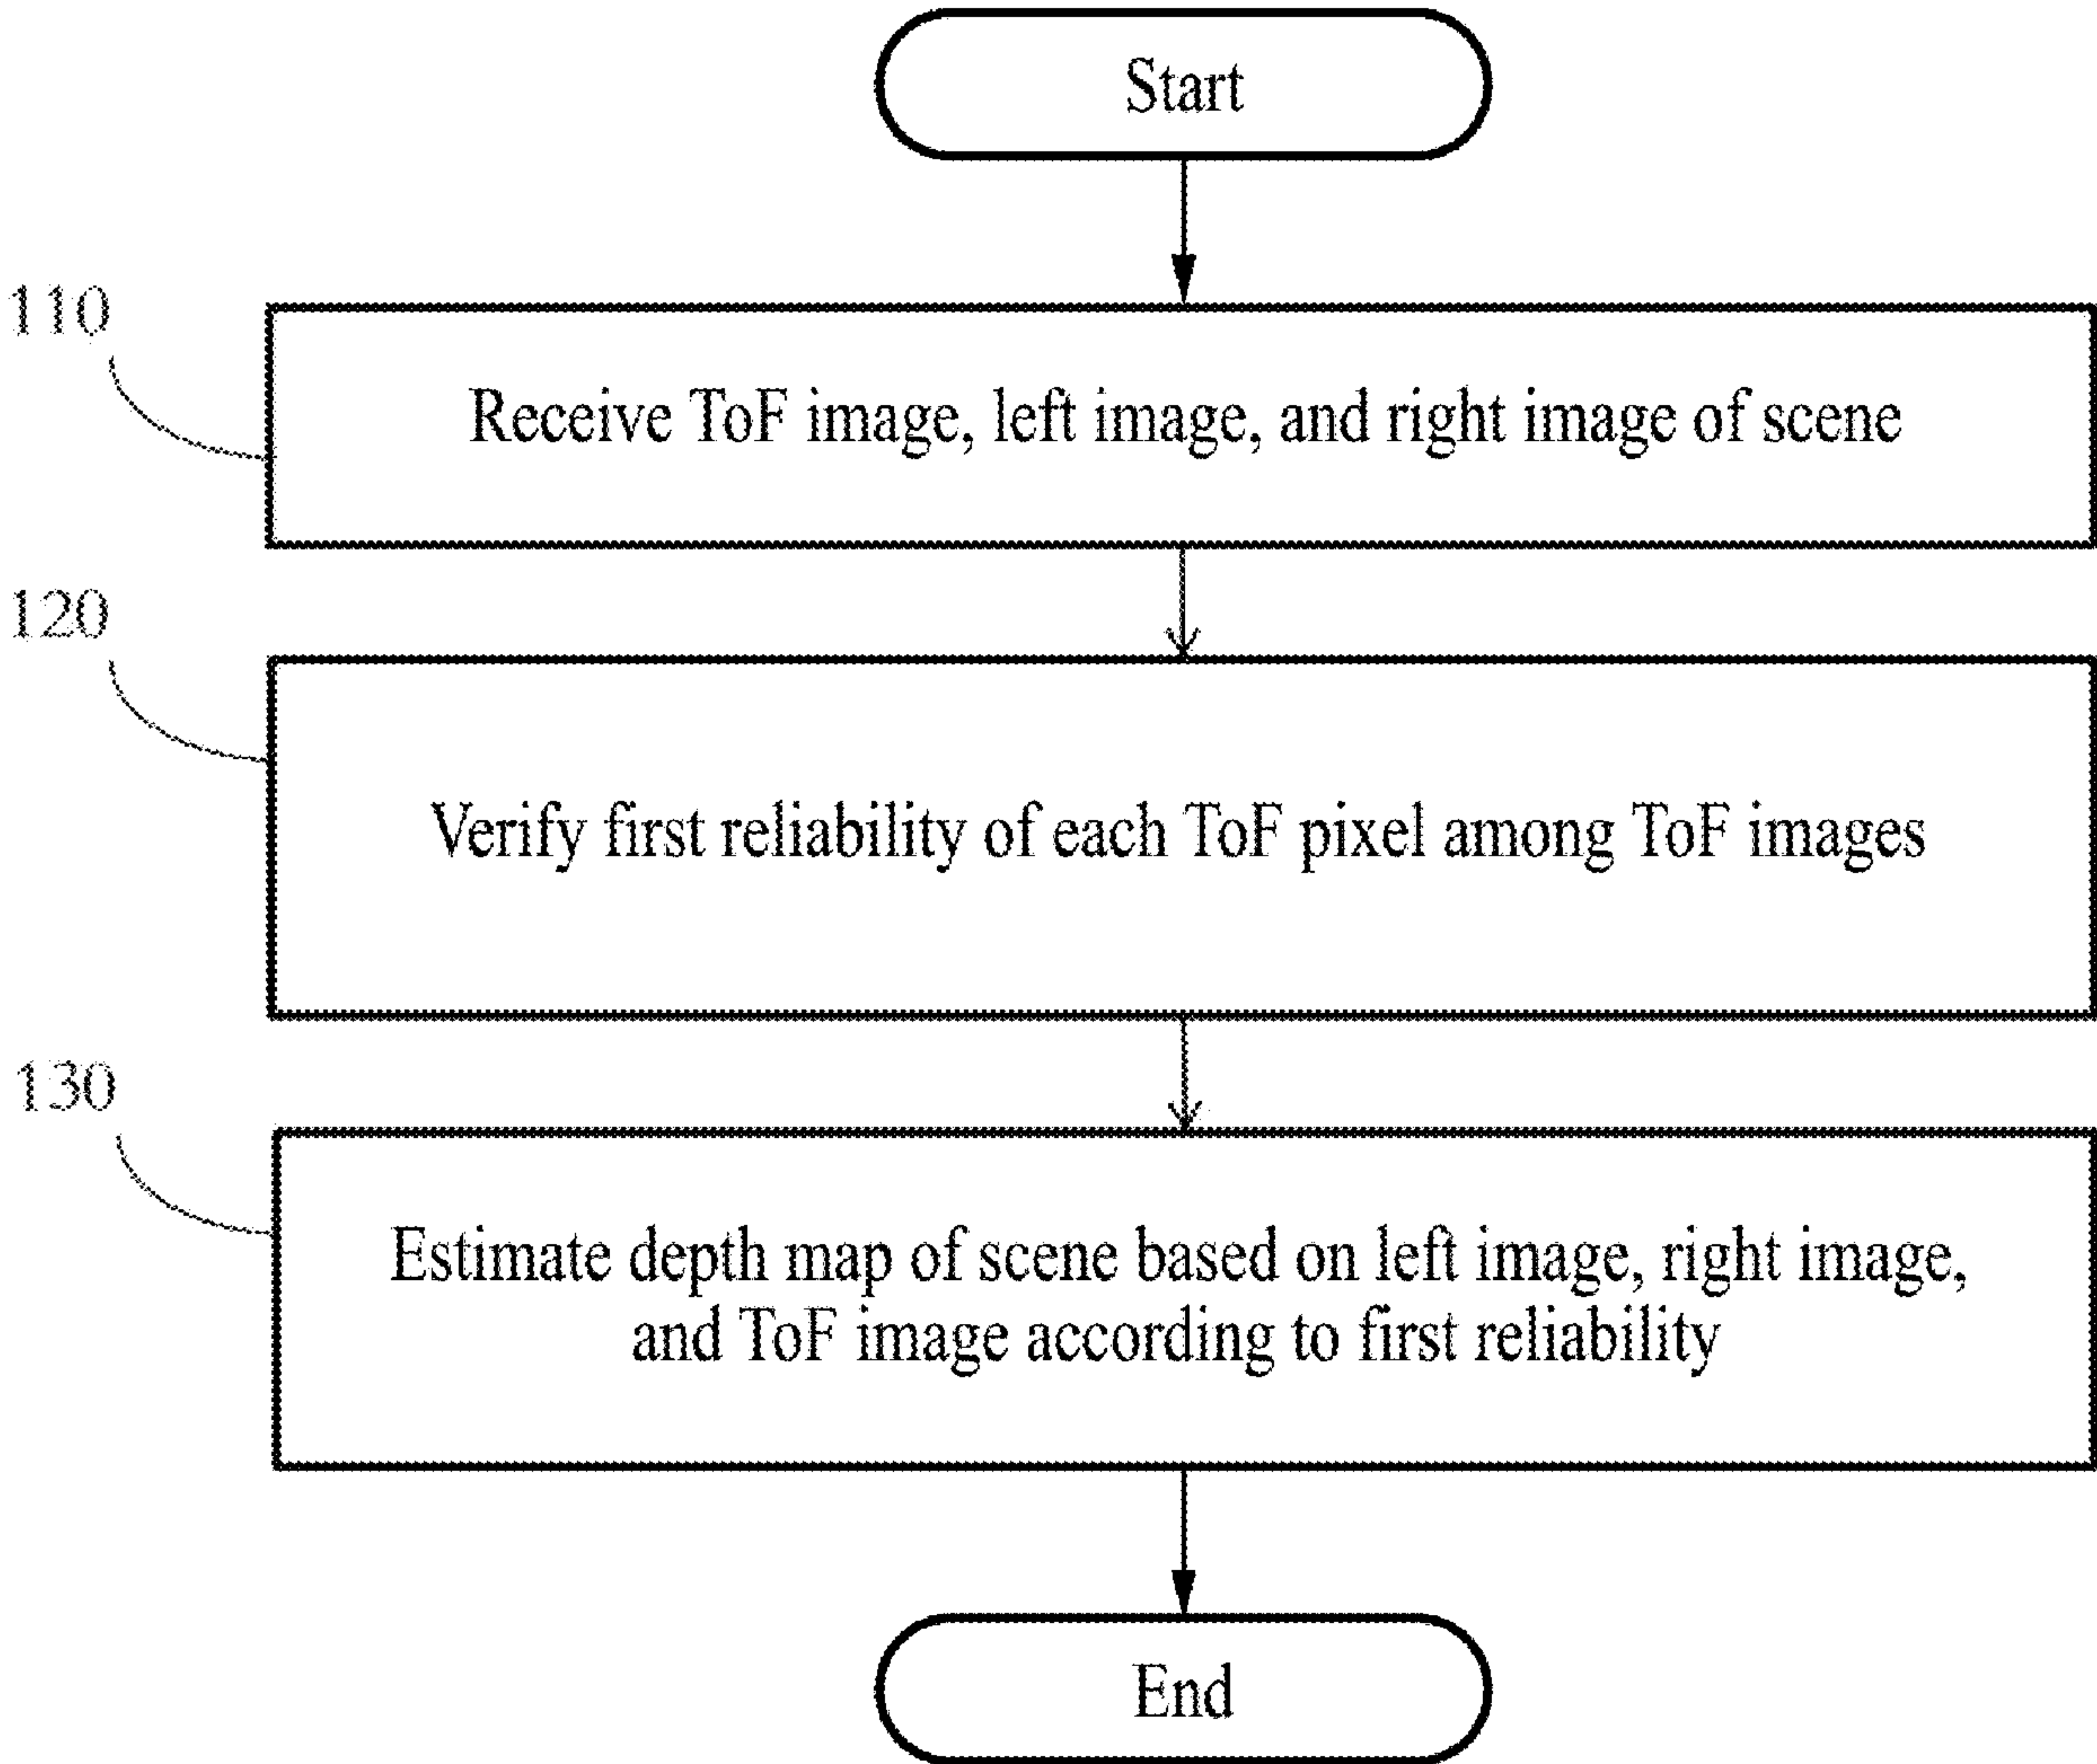 Start
110
Receive ToF image, left image, and right image of scene
120
Verify first reliability of each ToF pixel among ToF images
130
Estimate depth map of scene based on left image, right image,
and ToF image according to first reliability
End